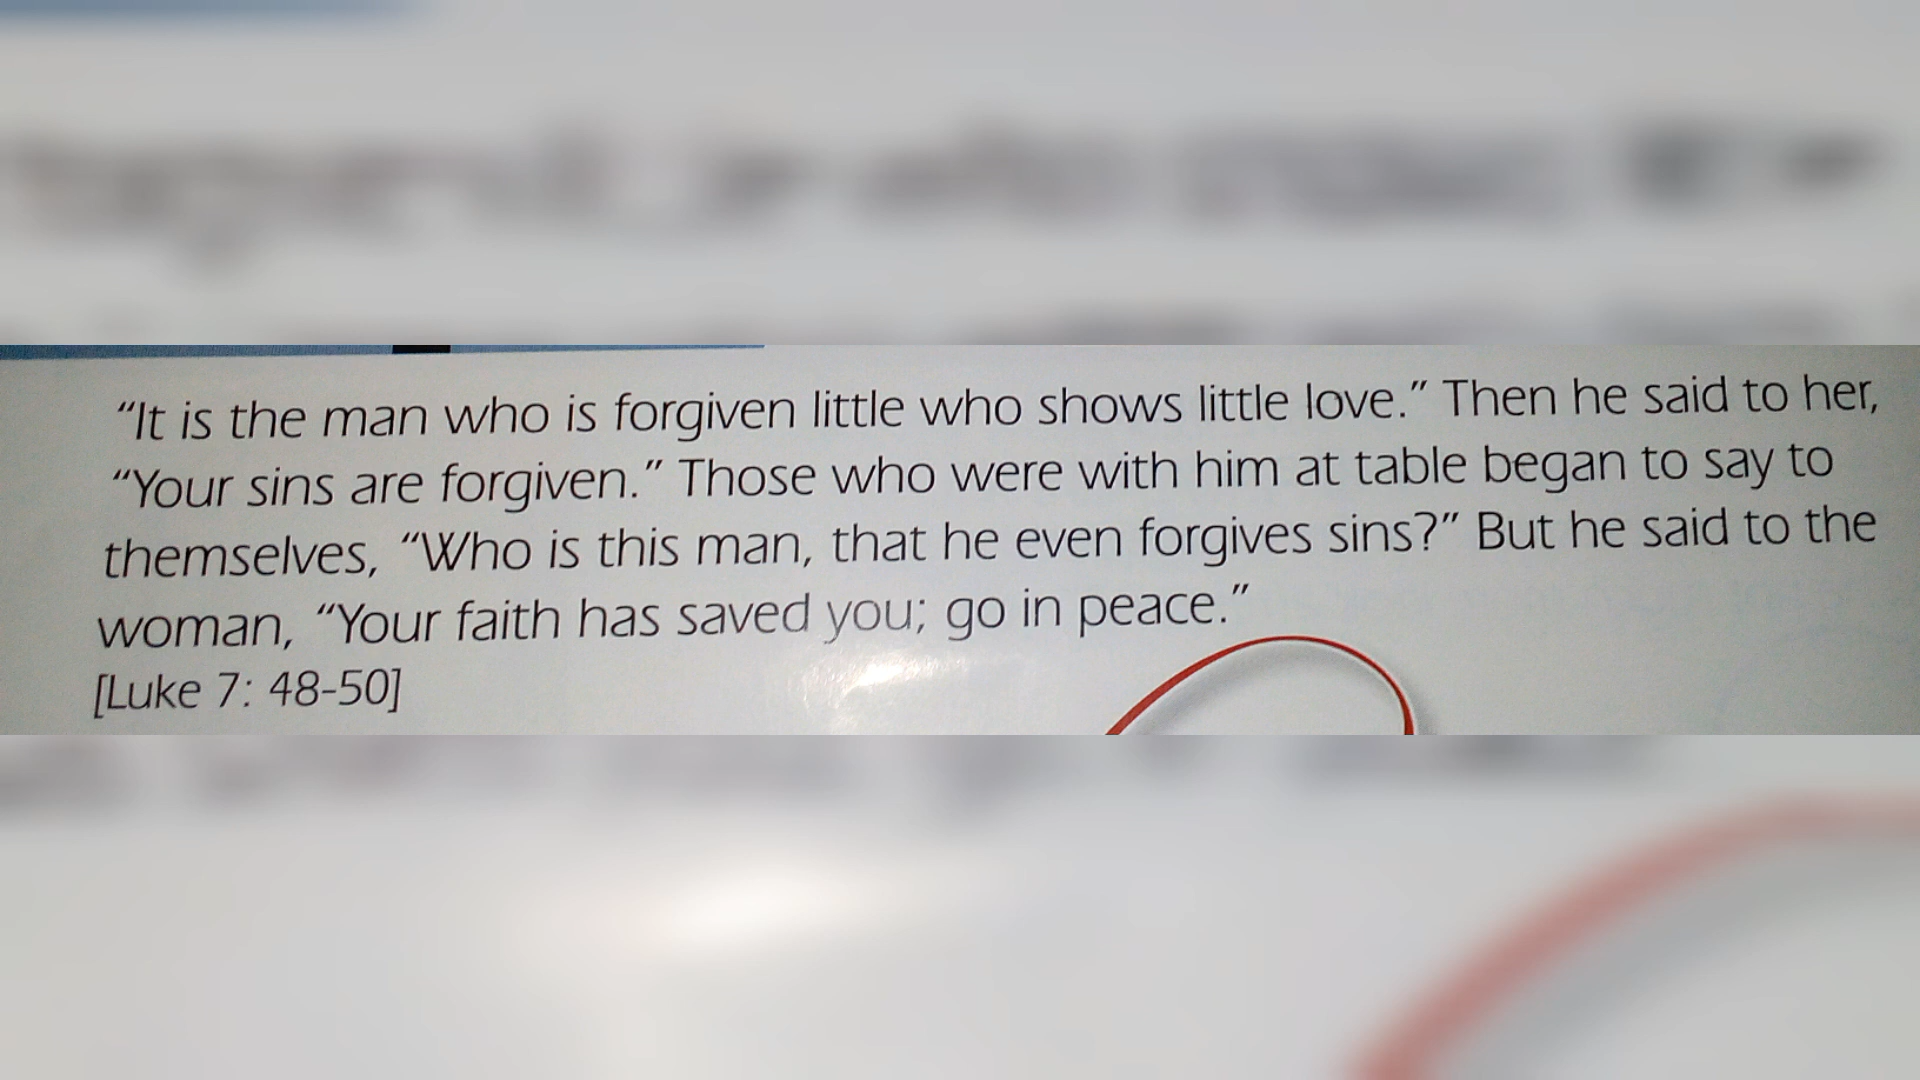 “It is the man who is forgiven little who shows little love.” Then he said to her,
“Your sins are forgiven.” Those who were with him at table began to say to
themselves, “Who is this man, that he even forgives sins?” But he said to the
woman, “Your faith has saved you; go in peace.”
[Luke 7: 48-50]